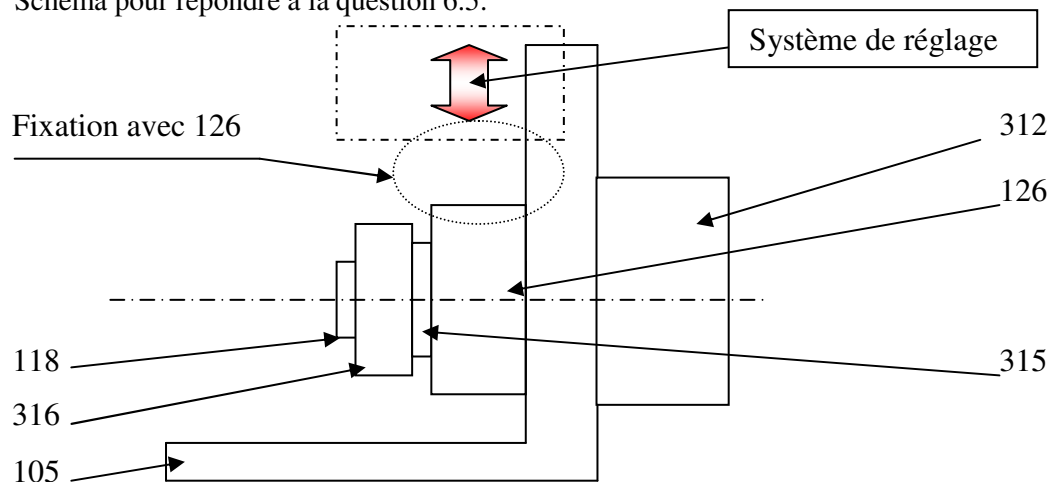 Schéma pour répondre à la question 6.5.
Système de réglage
Fixation avec 126
312
126
118
315
316
105